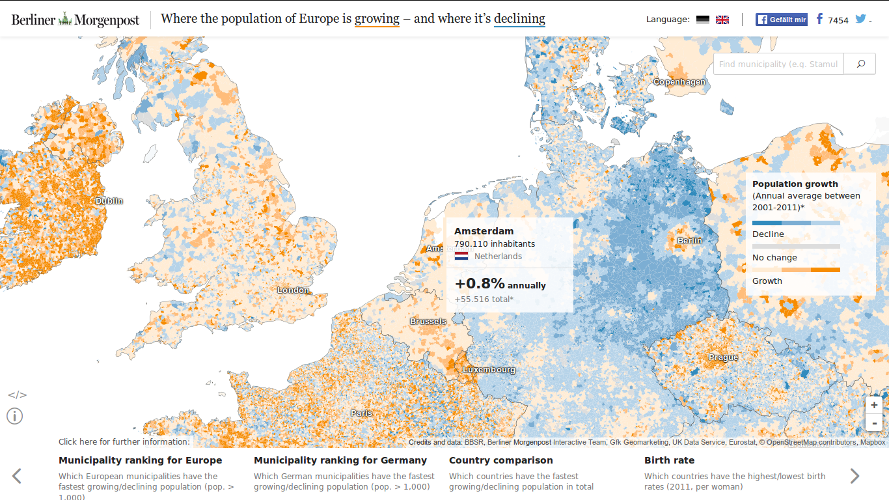 Berliner Morgenpost
Where the population of Europe is growing – and where it's declining
Language:
Gefällt mir
7454
-
Find municipality (e.g. Stamul
Copenhagen
Dublin
London
Berlin
Brussels
Luxembourg
Prague
Paris
Amsterdam
790.110 inhabitants
Netherlands
+0.8% annually
+55.516 total*
Population growth
(Annual average between
2001-2011)*
Decline
No change
Growth
+
-
</>
i
Click here for further information:
Credits and data: BBSR, Berliner Morgenpost Interactive Team, Gfk Geomarketing, UK Data Service, Eurostat, © OpenStreetMap contributors, Mapbox
Municipality ranking for Europe
Which European municipalities have the
fastest growing/declining population (pop. >
1,000)
Municipality ranking for Germany
Which German municipalities have the fastest
growing/declining population (pop. > 1,000)
Country comparison
Which countries have the fastest
growing/declining population in total
Birth rate
Which countries have the highest/lowest birth
rates (2011, per woman)